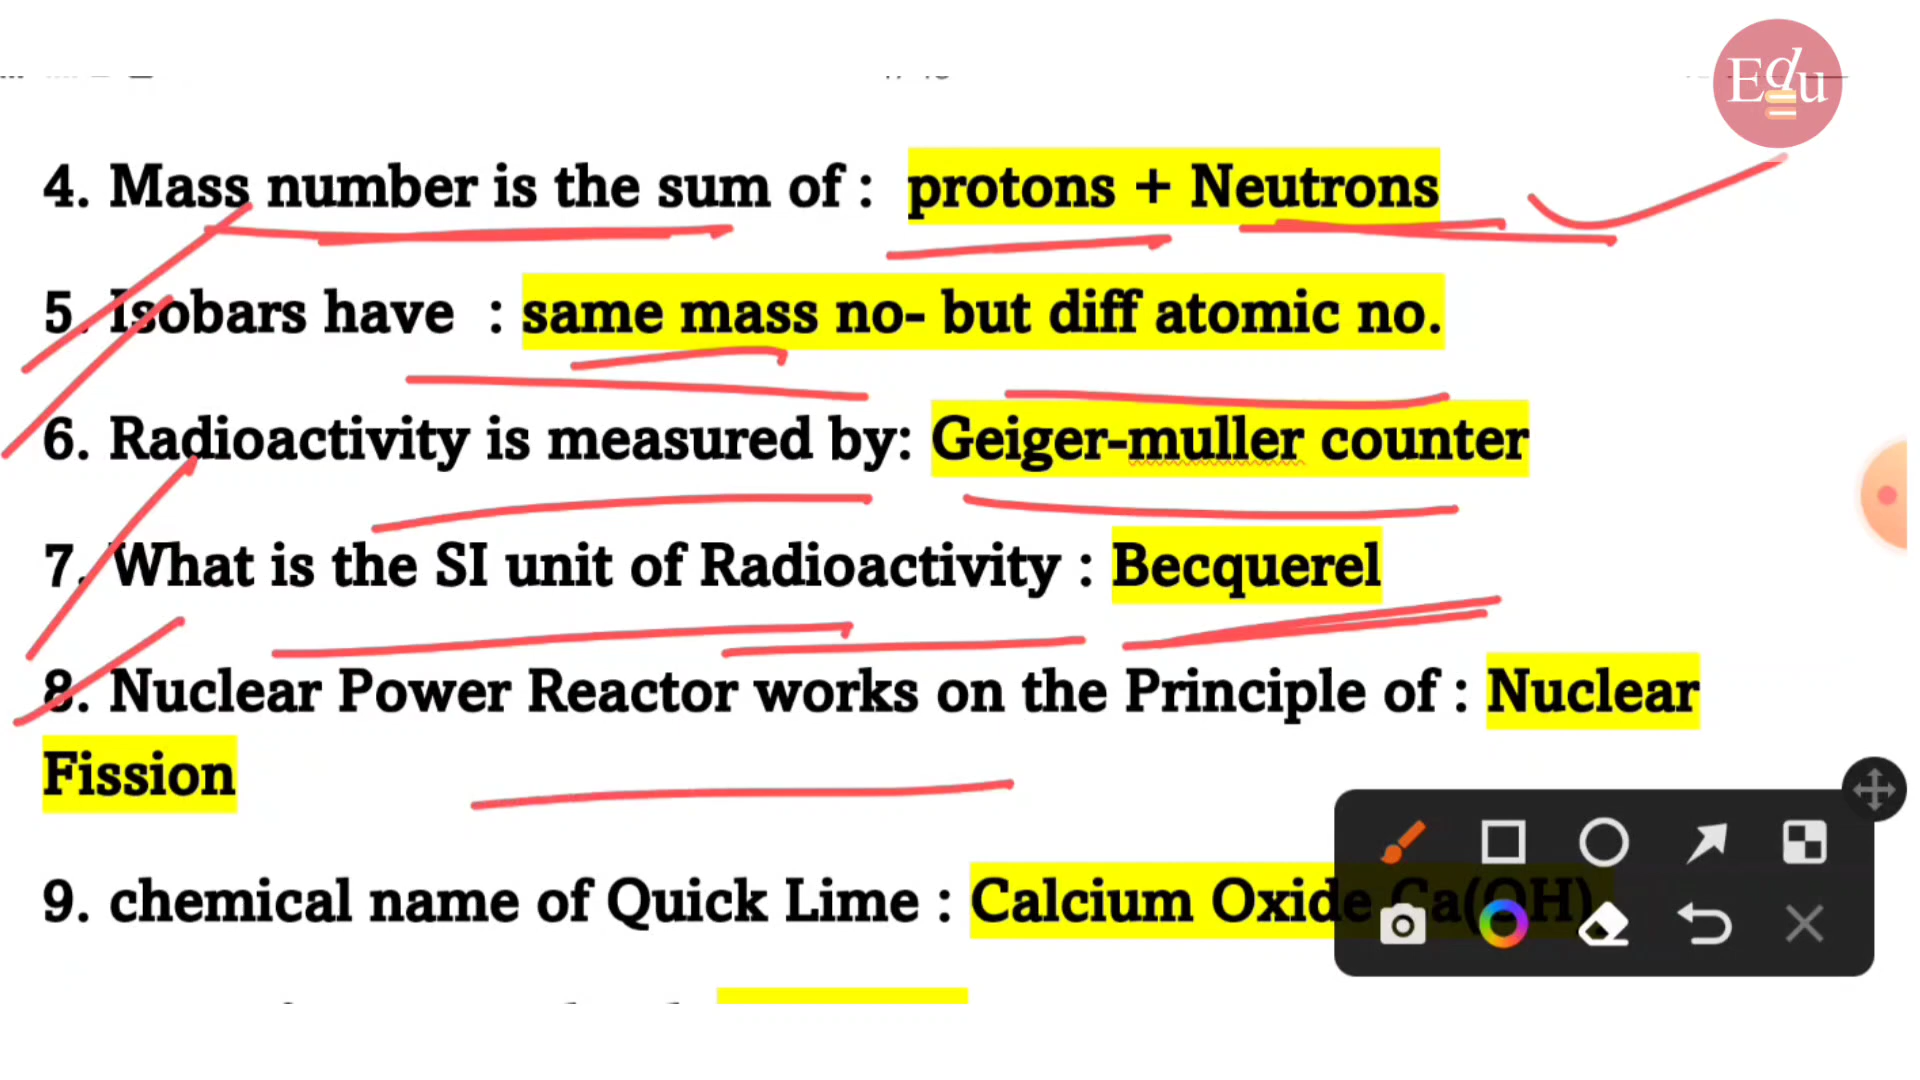 Edu
4. Mass number is the sum of : protons + Neutrons
5. Isobars have : same mass no- but diff atomic no.
6. Radioactivity is measured by: Geiger-muller counter
7. What is the SI unit of Radioactivity : Becquerel
8. Nuclear Power Reactor works on the Principle of : Nuclear
Fission
9. chemical name of Quick Lime : Calcium Oxide Ca(OH)